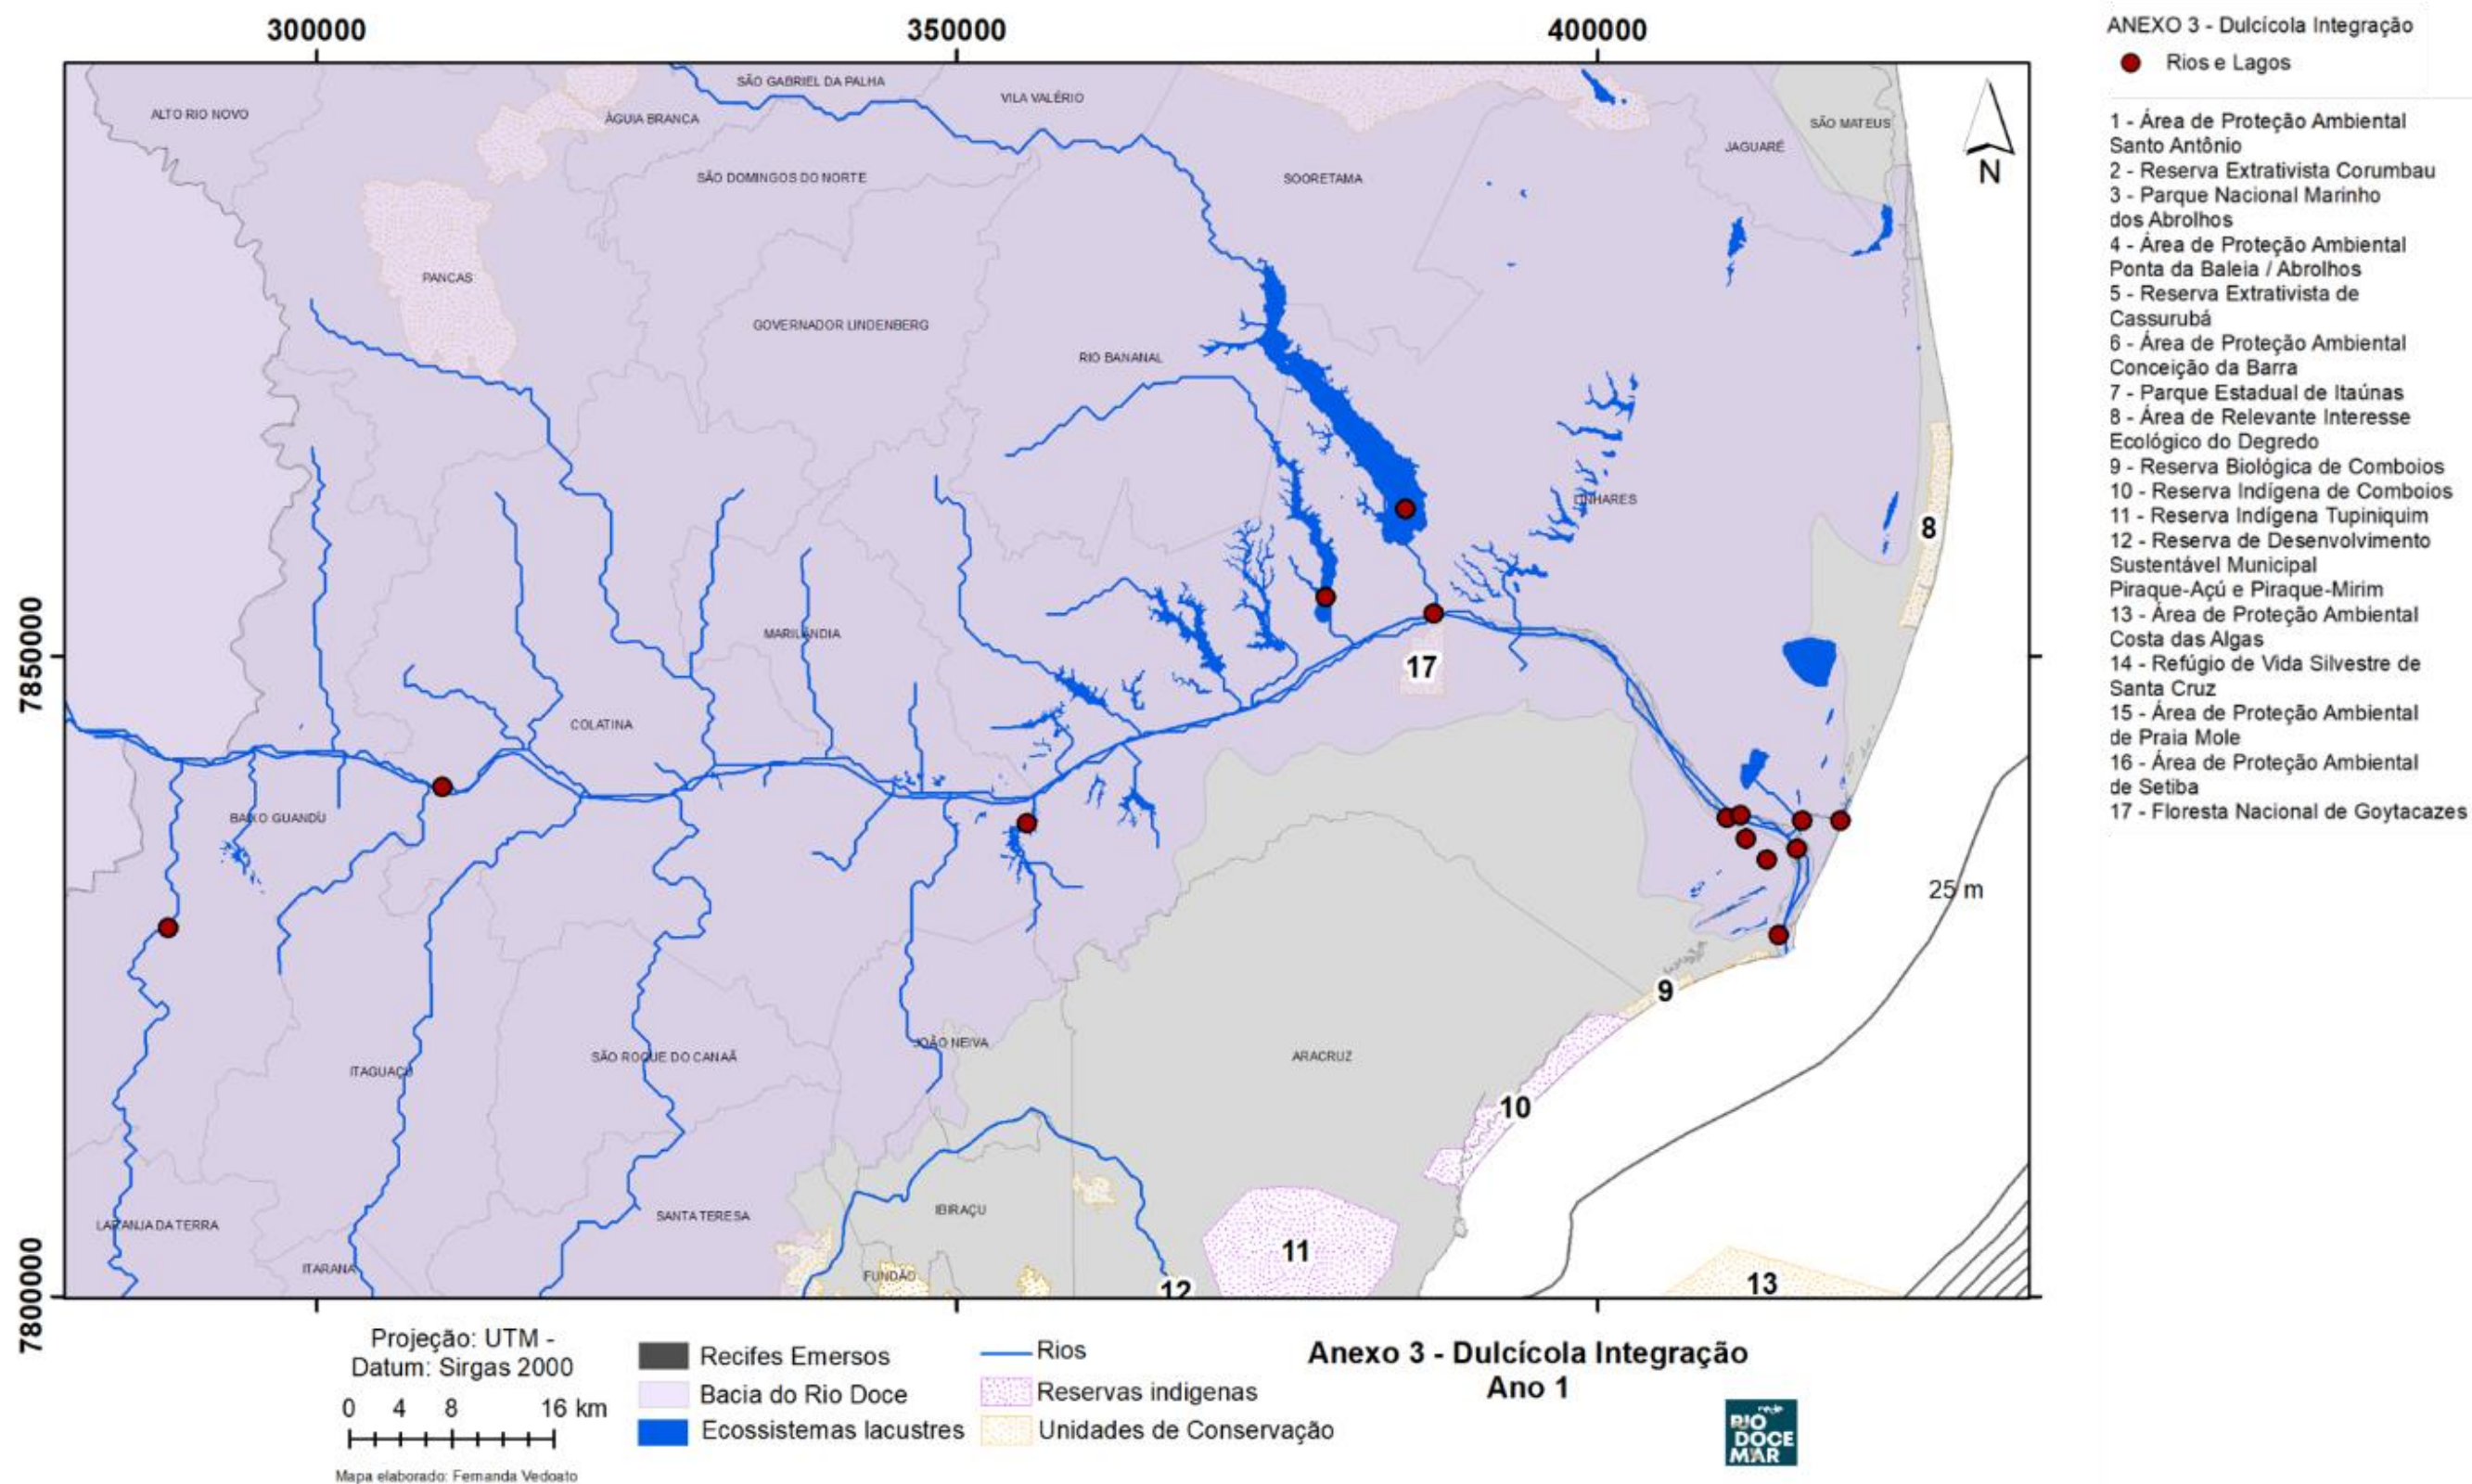 300000
350000
400000
ANEXO 3 - Dulcícola Integração
Rios e Lagos
1 - Área de Proteção Ambiental
Santo Antônio
2 - Reserva Extrativista Corumbau
3 - Parque Nacional Marinho
dos Abrolhos
4 - Área de Proteção Ambiental
Ponta da Baleia / Abrolhos
5 - Reserva Extrativista de
Cassurubá
6 - Área de Proteção Ambiental
Conceição da Barra
7 - Parque Estadual de Itaúnas
8 - Área de Relevante Interesse
Ecológico do Degredo
9 - Reserva Biológica de Comboios
10 - Reserva Indígena de Comboios
11 - Reserva Indígena Tupiniquim
12 - Reserva de Desenvolvimento
Sustentável Municipal
Piraque-Açú e Piraque-Mirim
13 - Área de Proteção Ambiental
Costa das Algas
14 - Refúgio de Vida Silvestre de
Santa Cruz
15 - Área de Proteção Ambiental
de Praia Mole
16 - Área de Proteção Ambiental
de Setiba
17 - Floresta Nacional de Goytacazes
SÃO GABRIEL DA PALHA
VILA VALÉRIO
ALTO RIO NOVO
ÁGUIA BRANCA
SÃO MATEUS
JAGUARÉ
SÃO DOMINGOS DO NORTE
SOORETAMA
N
PANCAS
GOVERNADOR LINDENBERG
RIO BANANAL
LINHARES
8
7850000
MARILÂNDIA
17
COLATINA
BAIXO GUANDU
25 m
9
JOÃO NEIVA
SÃO ROQUE DO CANAÃ
ARACRUZ
ITAGUAÇU
10
LARANJA DA TERRA
SANTA TERESA
IBIRAÇU
11
ITARANA
FUNDÃO
12
13
7800000
Projeção: UTM -
Datum: Sirgas 2000
0 4 8 16 km
Mapa elaborado: Fernanda Vedoato
Recifes Emersos
Bacia do Rio Doce
Ecossistemas lacustres
Rios
Reservas indigenas
Unidades de Conservação
Anexo 3 - Dulcícola Integração
Ano 1
rede
RIO
DOCE
MAR